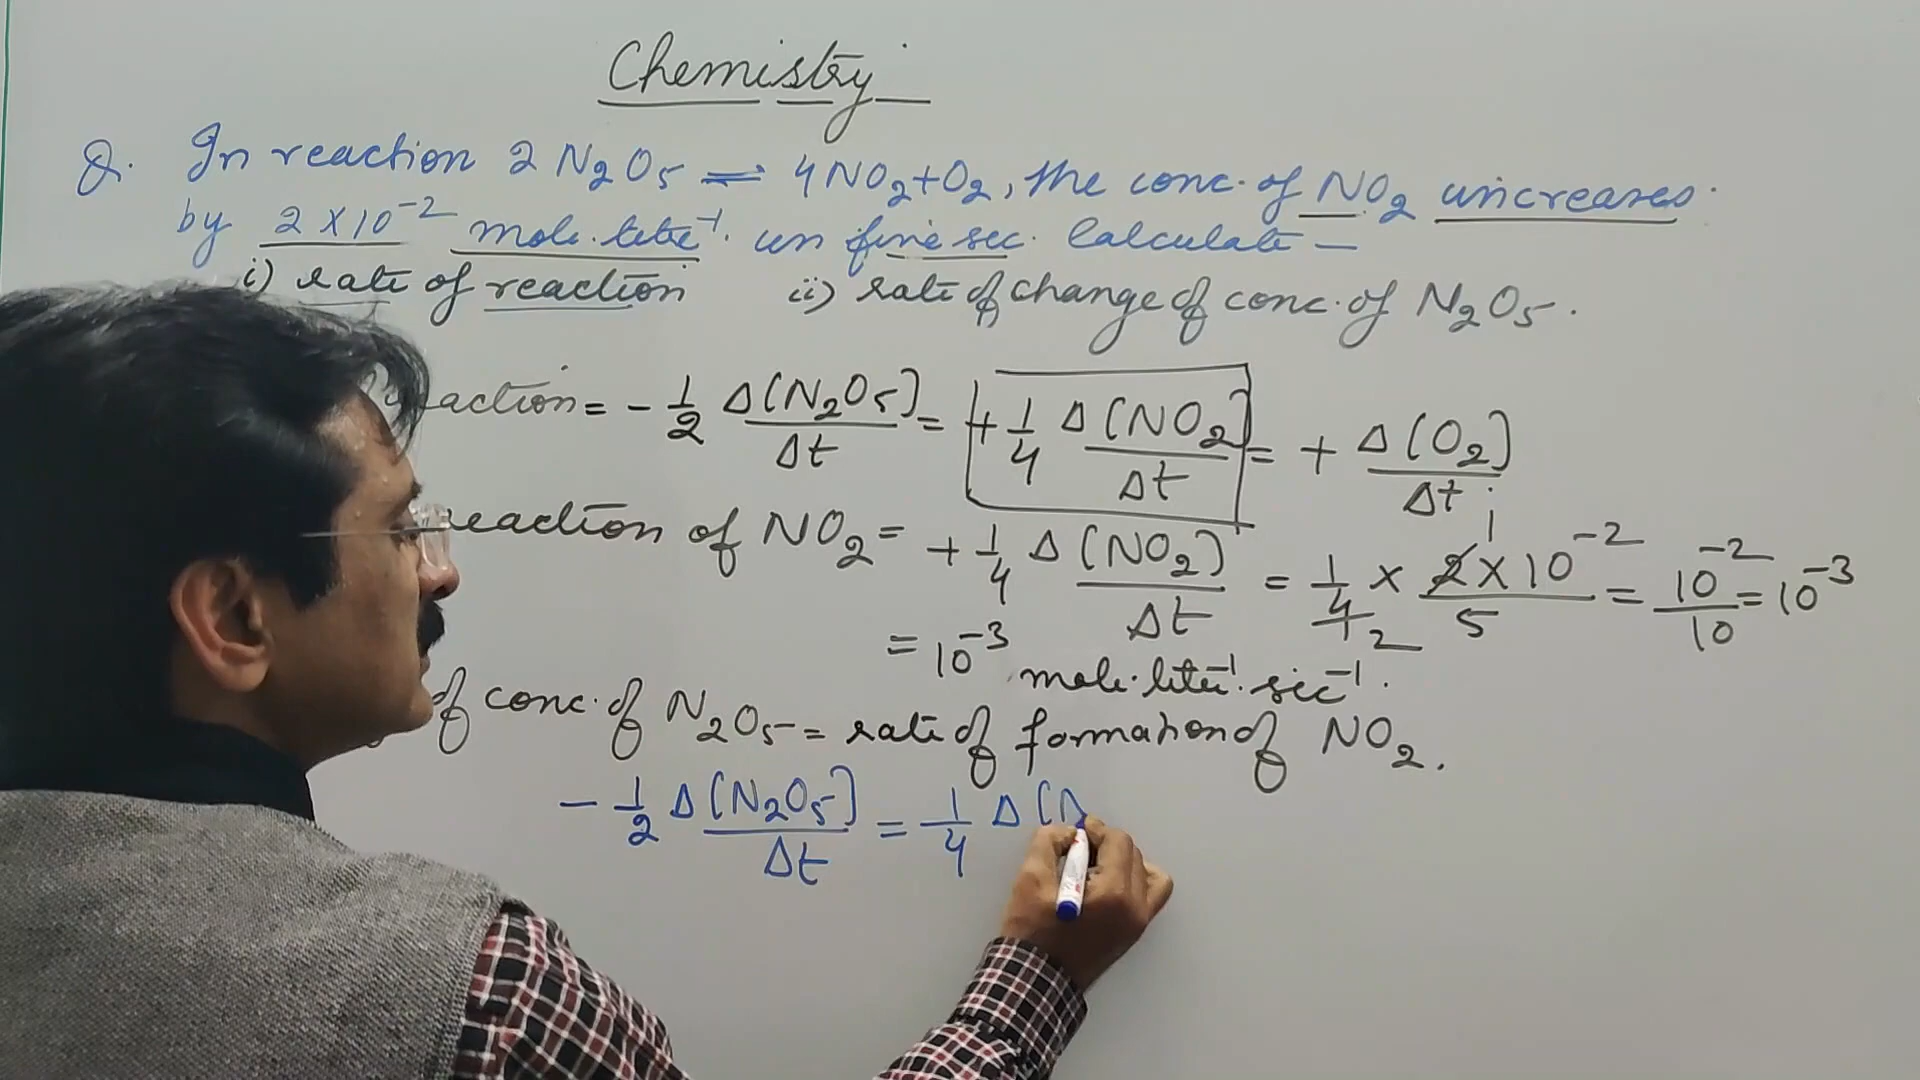 Chemistry
Q. In reaction 2 N₂O₅ ⇌ 4NO₂+O₂, the conc. of NO₂ increases
by 2 X 10⁻² mole.lite⁻¹. in five sec. Calculate –
i) rate of reaction ii) rate of change of conc. of N₂O₅.
action = - 1/2 Δ(N₂O₅)/Δt = + 1/4 Δ(NO₂)/Δt = + Δ(O₂)/Δt
reaction of NO₂ = + 1/4 Δ(NO₂)/Δt = 1/4 2 × 2 1 X 10⁻²/5 = 10⁻²/10 = 10⁻³
= 10⁻³ mole.liter⁻¹.sec⁻¹.
of conc. of N₂O₅ = rate of formation of NO₂.
- 1/2 Δ(N₂O₅)/Δt = 1/4 Δ(N